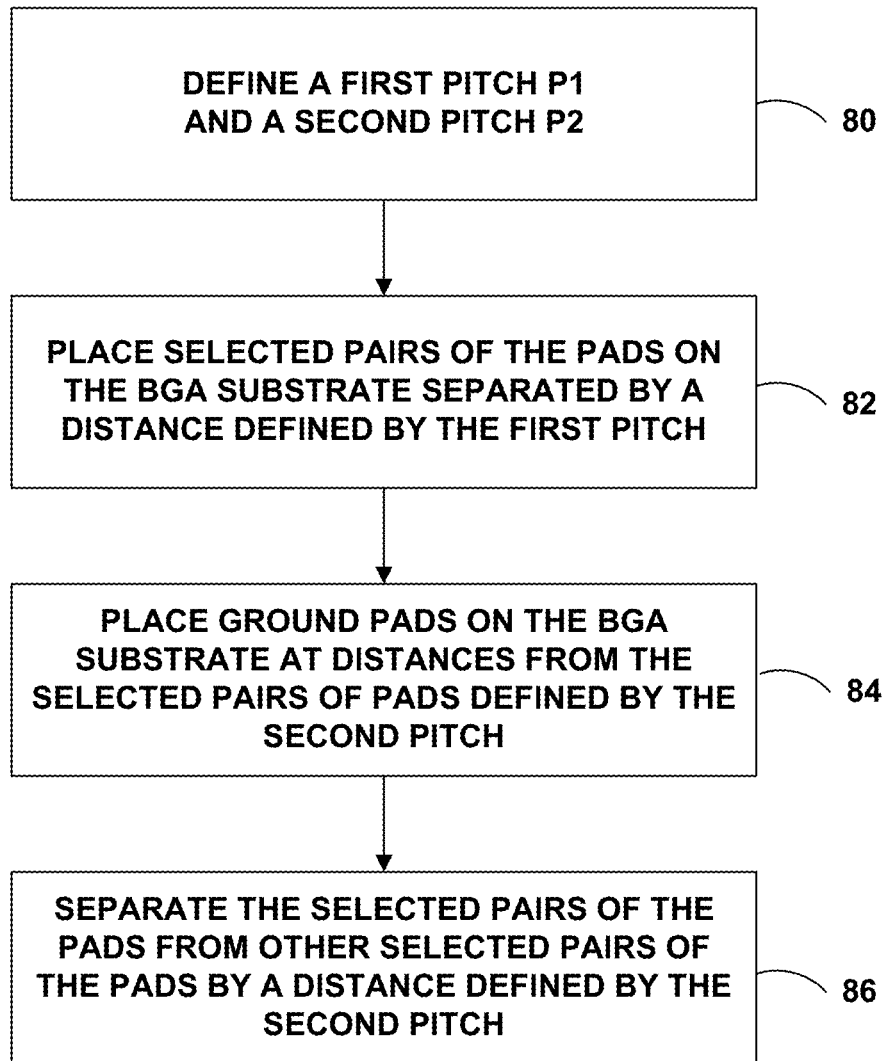 DEFINE A FIRST PITCH P1
AND A SECOND PITCH P2
80
PLACE SELECTED PAIRS OF THE PADS ON
THE BGA SUBSTRATE SEPARATED BY A
DISTANCE DEFINED BY THE FIRST PITCH
82
PLACE GROUND PADS ON THE BGA
SUBSTRATE AT DISTANCES FROM THE
SELECTED PAIRS OF PADS DEFINED BY THE
SECOND PITCH
84
SEPARATE THE SELECTED PAIRS OF THE
PADS FROM OTHER SELECTED PAIRS OF
THE PADS BY A DISTANCE DEFINED BY THE
SECOND PITCH
86